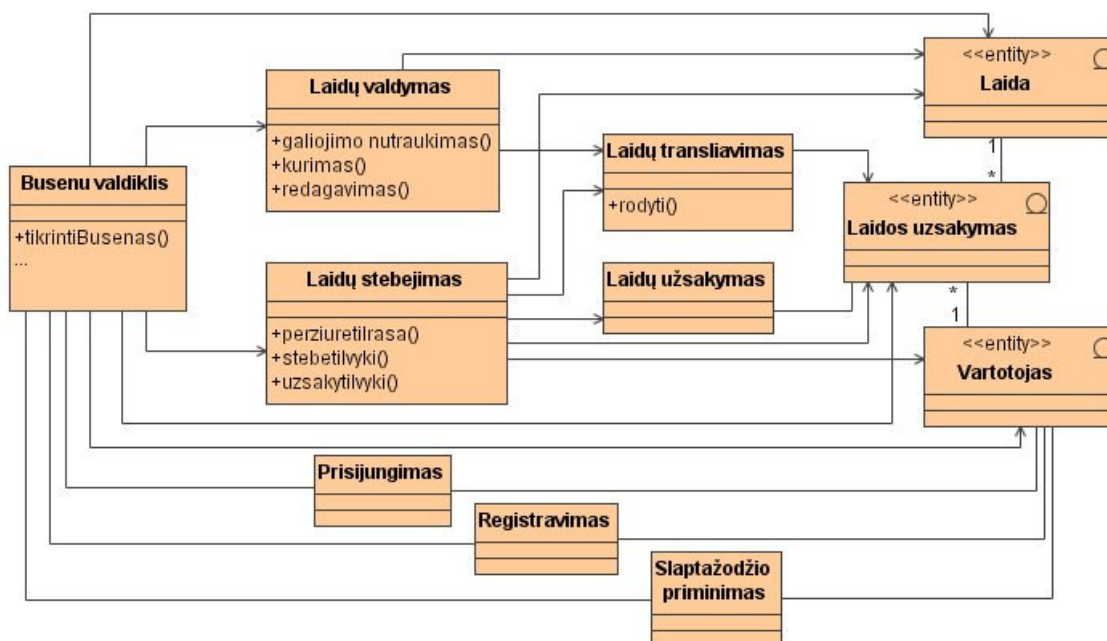 <<entity>>
Laida
Laidų valdymas
+galiojimo nutraukimas()
+kurimas()
+redagavimas()
Laidų transliavimas
+rodyti()
1
*
Busenu valdiklis
+tikrintiBusenas()
...
<<entity>>
Laidos uzsakymas
Laidų stebejimas
+perziuretiIrasa()
+stebetiIvyki()
+uzsakytiIvyki()
Laidų užsakymas
*
1
<<entity>>
Vartotojas
Prisijungimas
Registravimas
Slaptažodžio
priminimas